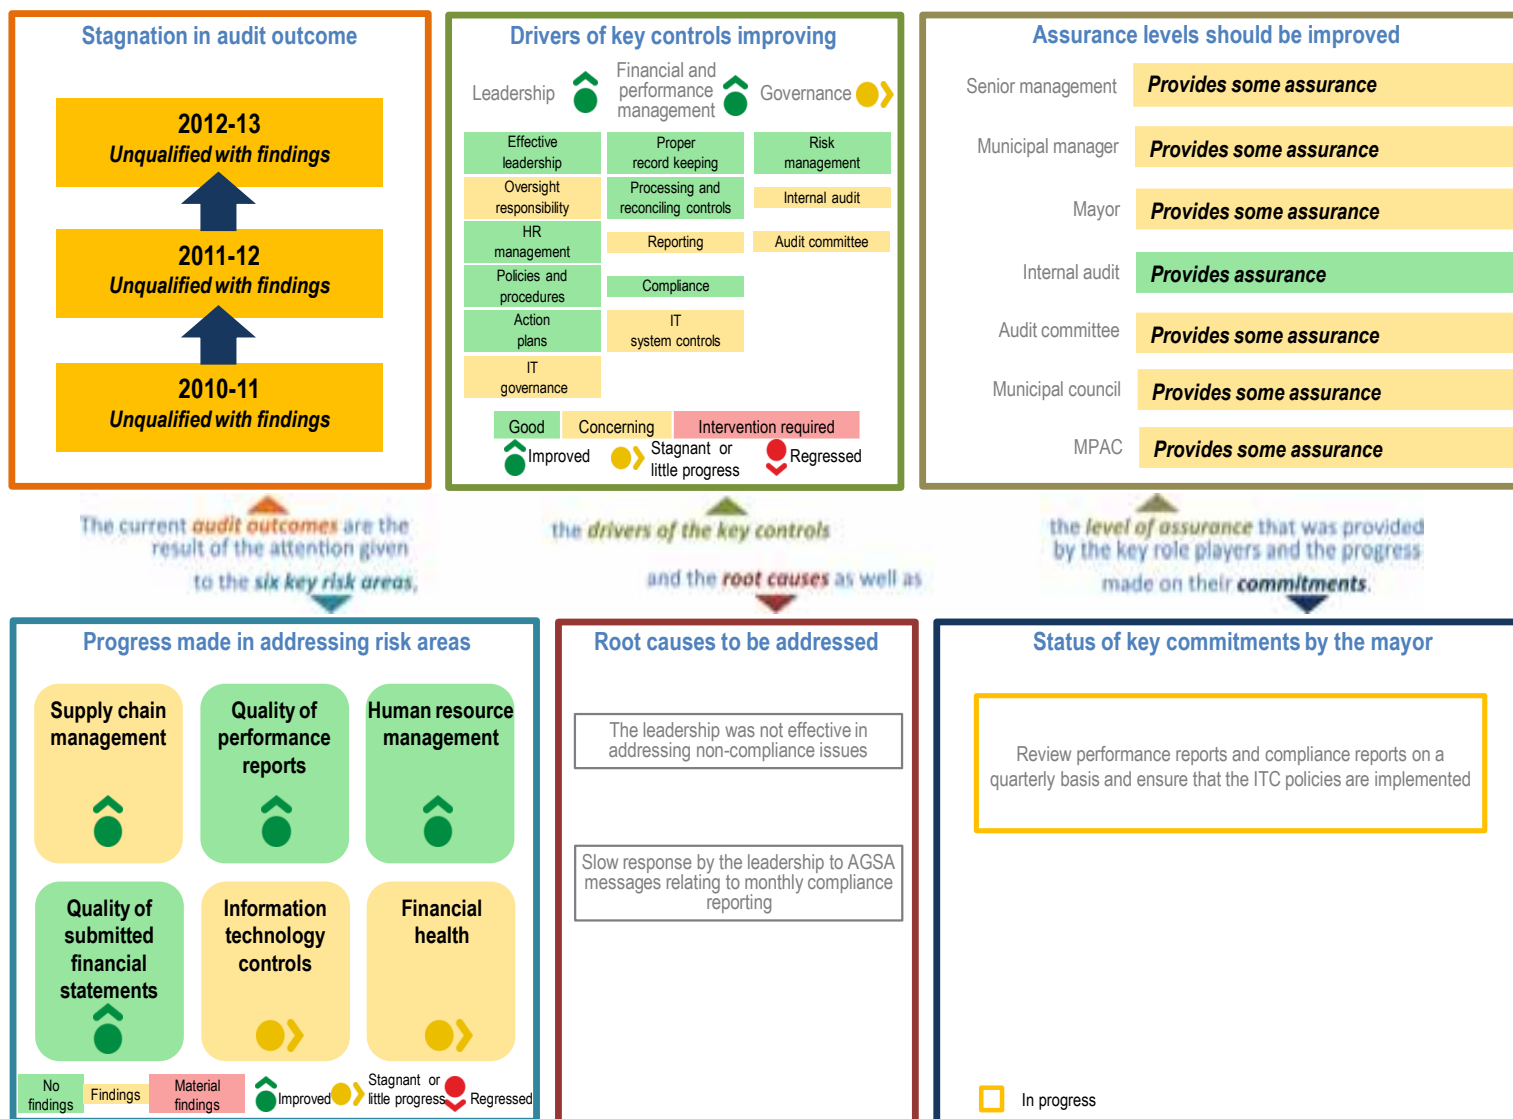 Stagnation in audit outcome
2012-13
Unqualified with findings
2011-12
Unqualified with findings
2010-11
Unqualified with findings
Drivers of key controls improving
Leadership
Financial and
performance
management
Governance
Effective
leadership
Oversight
responsibility
HR
management
Policies and
procedures
Action
plans
IT
governance
Proper
record keeping
Processing and
reconciling controls
Reporting
Compliance
IT
system controls
Risk
management
Internal audit
Audit committee
Good
Concerning
Intervention required
Improved
Stagnant or
little progress
Regressed
Assurance levels should be improved
Senior management
Provides some assurance
Municipal manager
Provides some assurance
Mayor
Provides some assurance
Internal audit
Provides assurance
Audit committee
Provides some assurance
Municipal council
Provides some assurance
MPAC
Provides some assurance
The current audit outcomes are the
result of the attention given
to the six key risk areas,
the drivers of the key controls
and the root causes as well as
the level of assurance that was provided
by the key role players and the progress
made on their commitments.
Progress made in addressing risk areas
Supply chain
management
Quality of
performance
reports
Human resource
management
Quality of
submitted
financial
statements
Information
technology
controls
Financial
health
No
findings
Findings
Material
findings
Improved
Stagnant or
little progress
Regressed
Root causes to be addressed
The leadership was not effective in
addressing non-compliance issues
Slow response by the leadership to AGSA
messages relating to monthly compliance
reporting
Status of key commitments by the mayor
Review performance reports and compliance reports on a
quarterly basis and ensure that the ITC policies are implemented
In progress